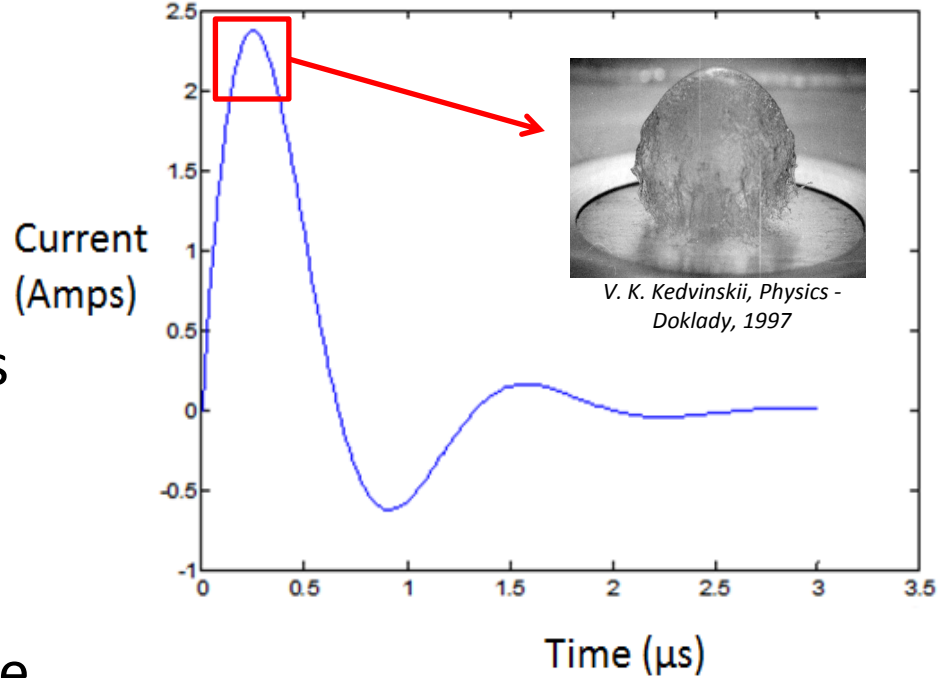 2.5
2
1.5
1
0.5
0
-0.5
-1
Current
(Amps)
s
V. K. Kedvinskii, Physics -
Doklady, 1997
0 0.5 1 1.5 2 2.5 3 3.5
Time (μs)
e